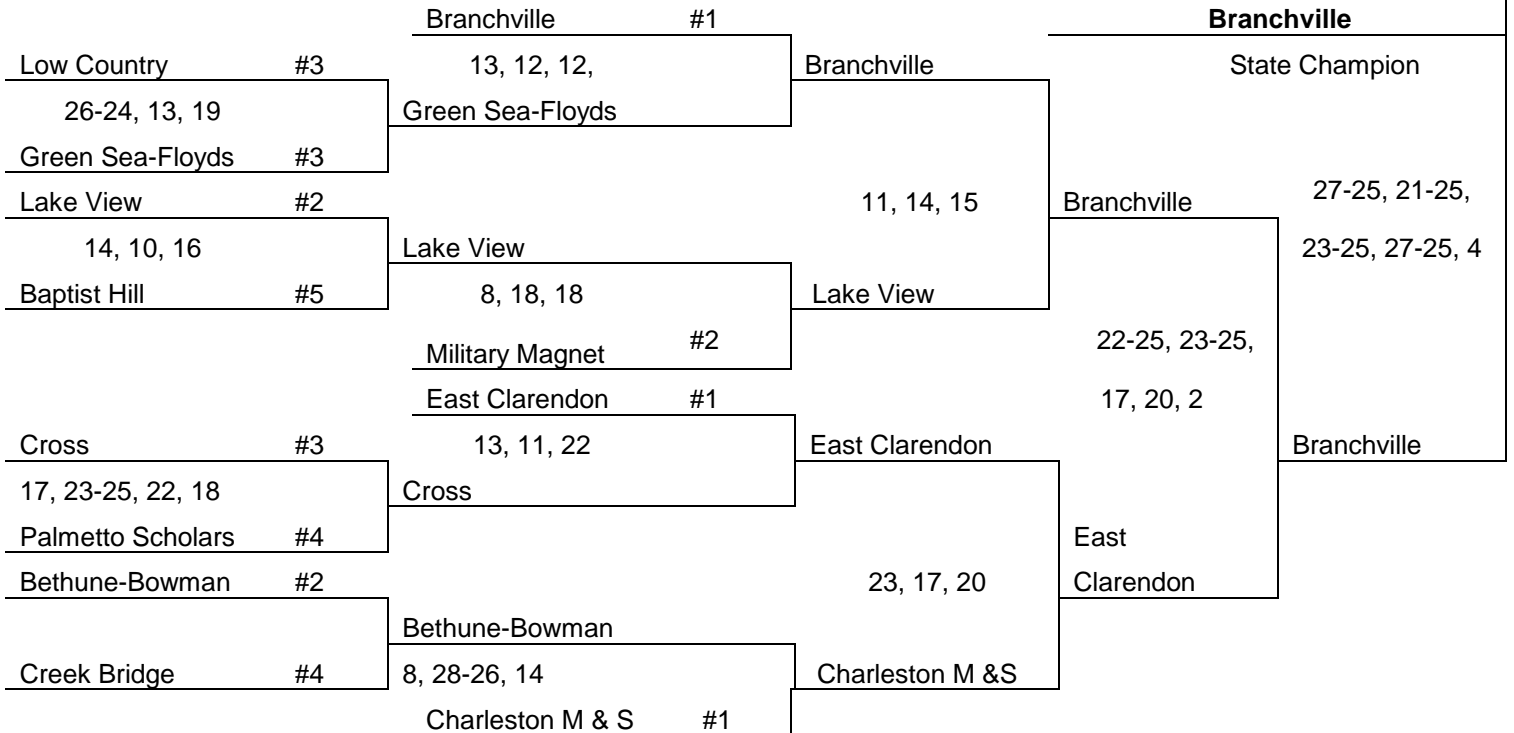 Branchville #1 Branchville
Low Country #3 13, 12, 12, Branchville State Champion
26-24, 13, 19 Green Sea-Floyds
Green Sea-Floyds #3
Lake View #2 11, 14, 15 Branchville 27-25, 21-25,
14, 10, 16 Lake View 23-25, 27-25, 4
Baptist Hill #5 8, 18, 18 Lake View
Military Magnet #2 22-25, 23-25,
East Clarendon #1 17, 20, 2
Cross #3 13, 11, 22 East Clarendon Branchville
17, 23-25, 22, 18 Cross
Palmetto Scholars #4 East
Bethune-Bowman #2 23, 17, 20 Clarendon
Bethune-Bowman
Creek Bridge #4 8, 28-26, 14 Charleston M &S
Charleston M & S #1